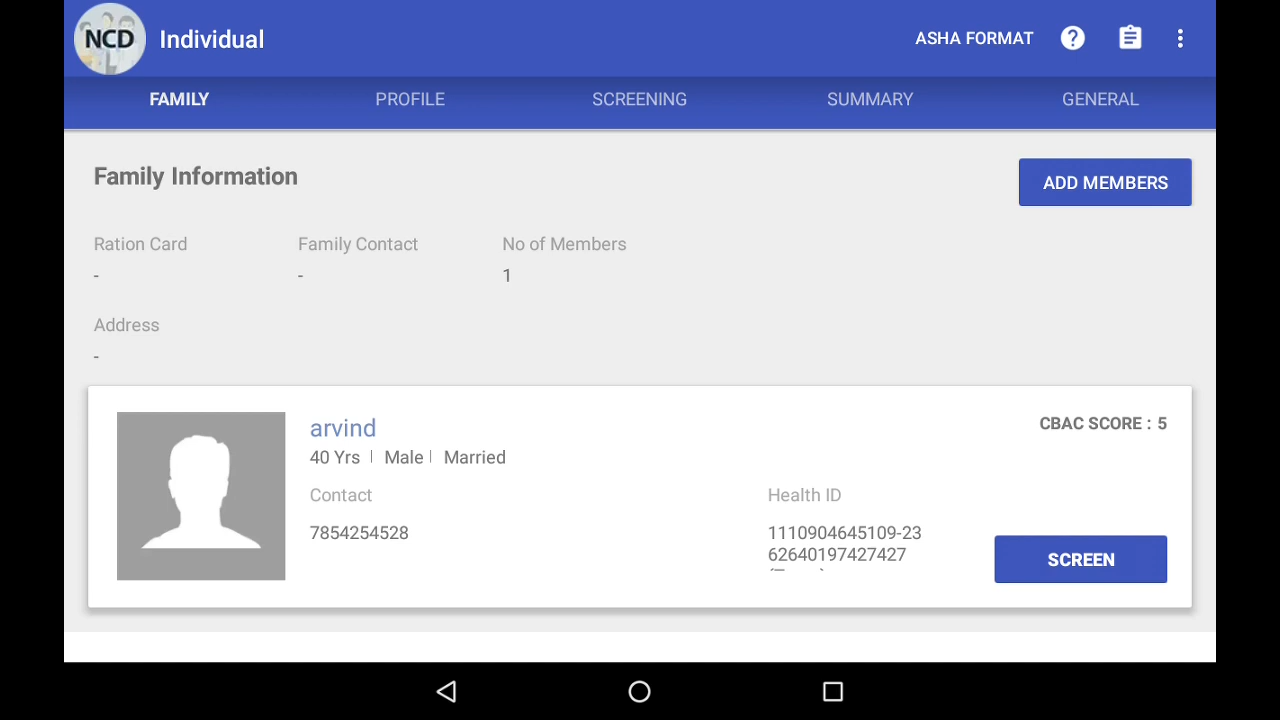 NCD Individual ASHA FORMAT
FAMILY PROFILE SCREENING SUMMARY GENERAL
Family Information
ADD MEMBERS
Ration Card Family Contact No of Members
- - 1
Address
-
arvind
CBAC SCORE : 5
40 Yrs | Male | Married
Contact Health ID
7854254528
1110904645109-23
62640197427427
SCREEN